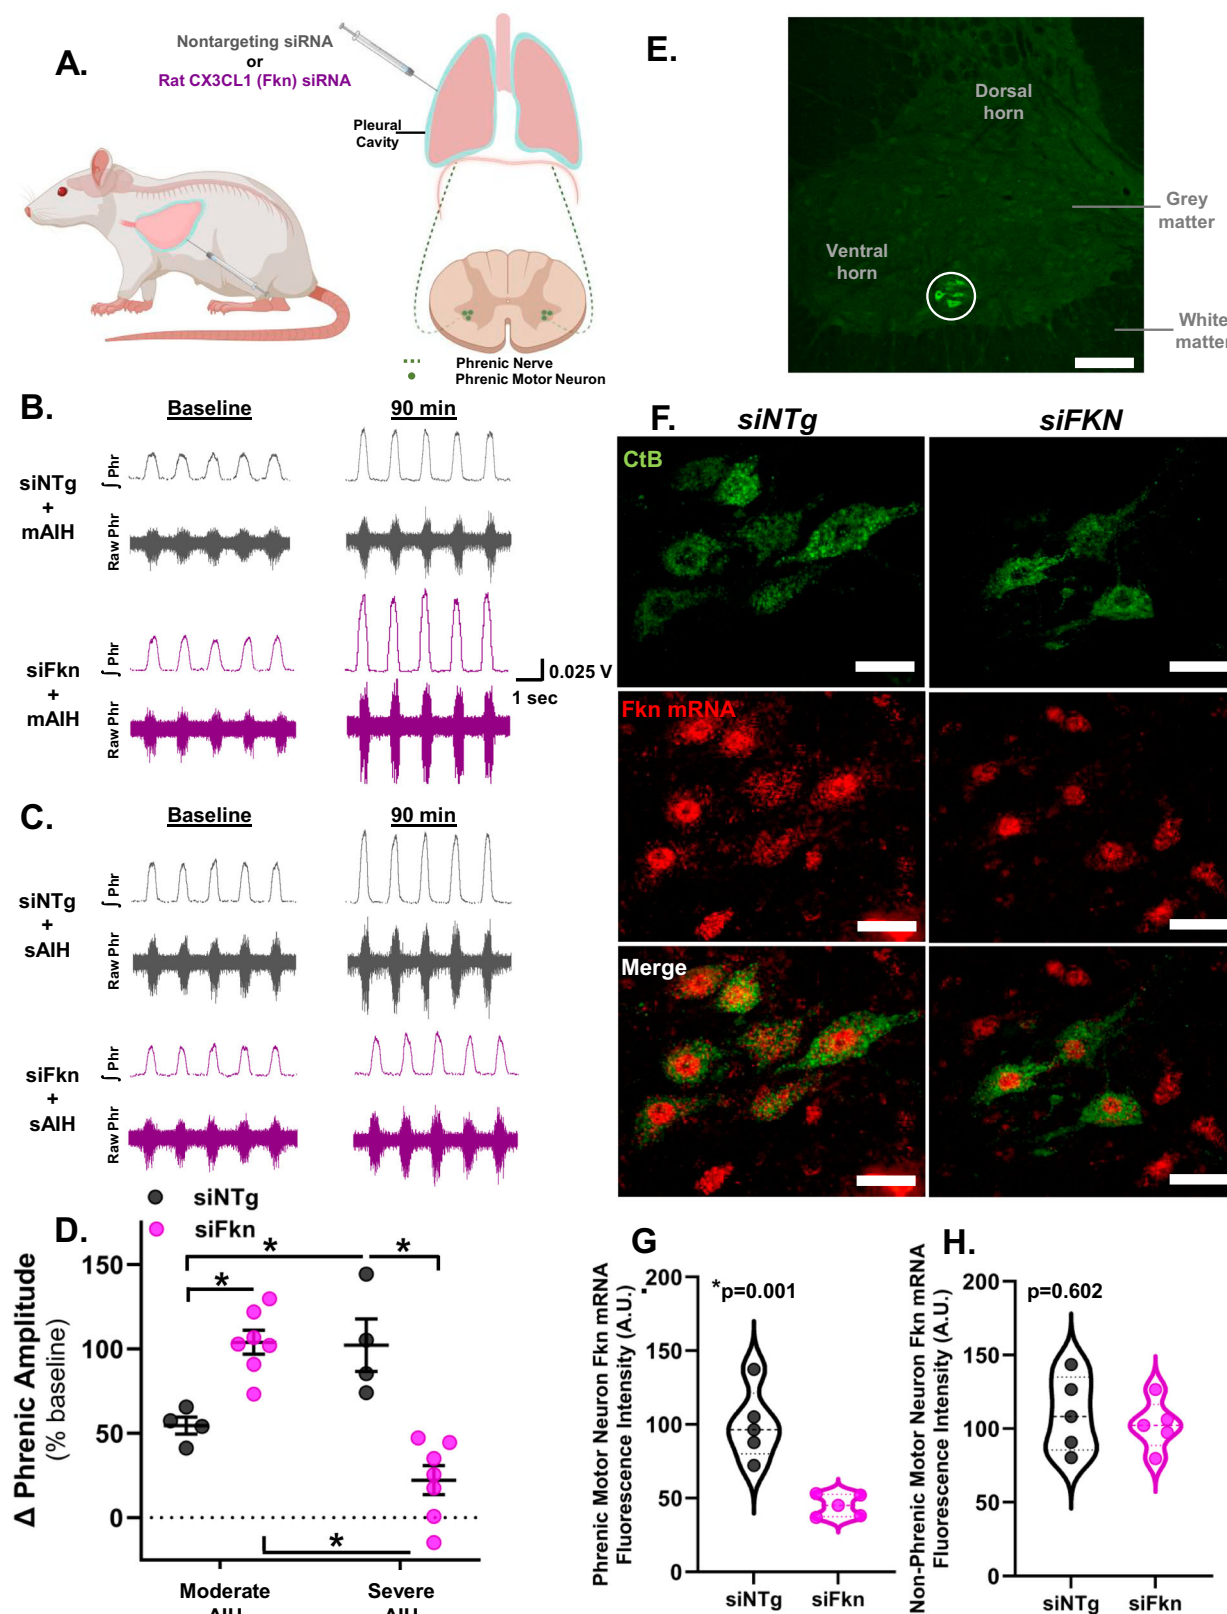 A.
Nontargeting siRNA
or
Rat CX3CL1 (Fkn) siRNA
Pleural
Cavity
Phrenic Nerve
Phrenic Motor Neuron
B.
Baseline
90 min
siNTg
+
mAIH
∫ Phr
Raw Phr
siFkn
+
mAIH
∫ Phr
Raw Phr
0.025 V
1 sec
C.
Baseline
90 min
siNTg
+
sAIH
∫ Phr
Raw Phr
siFkn
+
sAIH
∫ Phr
Raw Phr
D.
siNTg
siFkn
Δ Phrenic Amplitude
(% baseline)
150
100
50
0
*
*
*
*
Moderate
AIH
Severe
AIH
E.
Dorsal
horn
Grey
matter
Ventral
horn
White
matter
F.
siNTg
siFKN
CtB
Fkn mRNA
Merge
G
Phrenic Motor Neuron Fkn mRNA
Fluorescence Intensity (A.U.)
200
150
100
50
0
*p=0.001
siNTg
siFkn
H.
Non-Phrenic Motor Neuron Fkn mRNA
Fluorescence Intensity (A.U.)
200
150
100
50
0
p=0.602
siNTg
siFkn